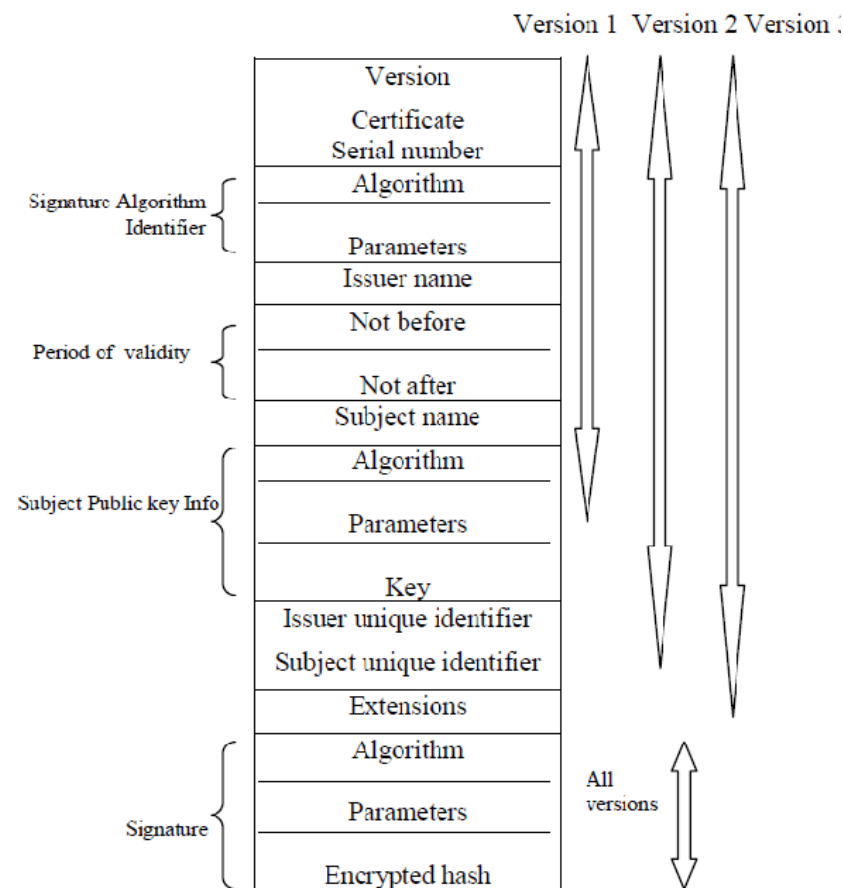 Version 1 Version 2 Version 3
Version
Certificate
Serial number
Signature Algorithm
Identifier
Algorithm
Parameters
Issuer name
Period of validity
Not before
Not after
Subject name
Subject Public key Info
Algorithm
Parameters
Key
Issuer unique identifier
Subject unique identifier
Extensions
Signature
Algorithm
Parameters
Encrypted hash
All
versions